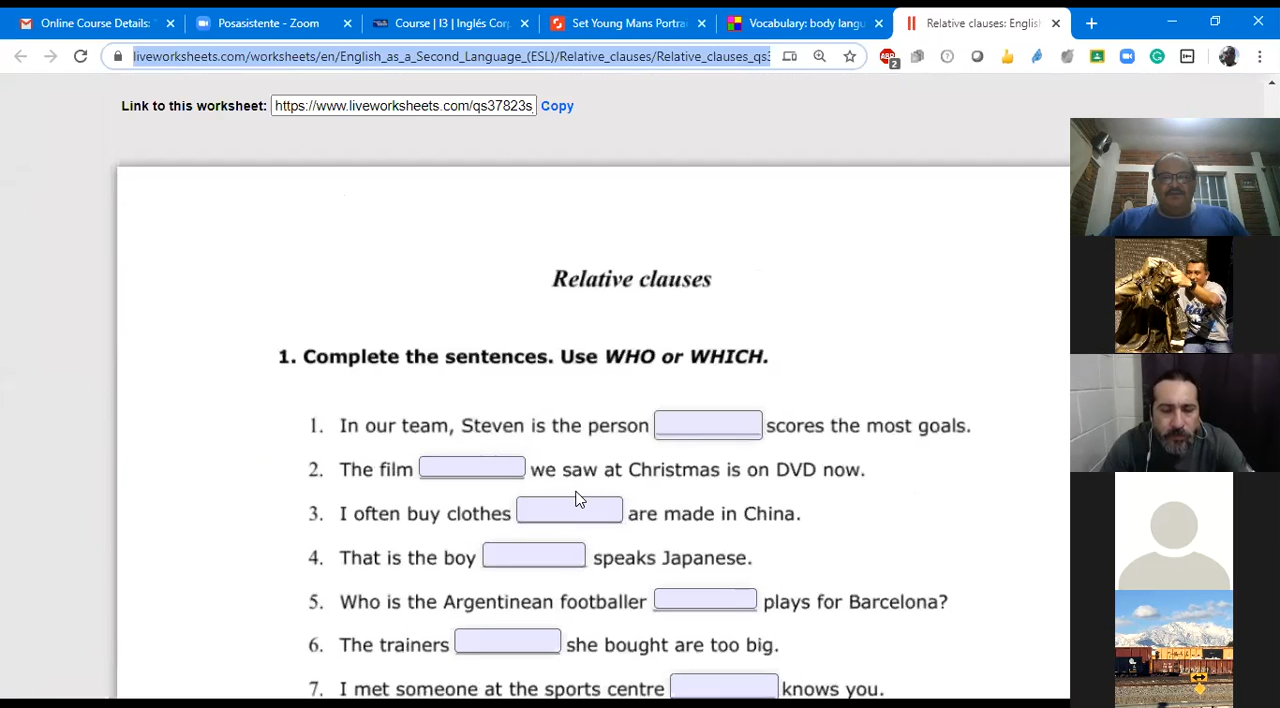 Online Course Details: '
Posasistente - Zoom
Course | I3 | Inglés Cor
Set Young Mans Portrai
Vocabulary: body langu
Relative clauses: Englisl
liveworksheets.com/worksheets/en/English_as_a_Second_Language_(ESL)/Relative_clauses/Relative_clauses_qs3
2
Link to this worksheet: https://www.liveworksheets.com/qs37823s Copy
Relative clauses
1. Complete the sentences. Use WHO or WHICH.
1. In our team, Steven is the person scores the most goals.
2. The film we saw at Christmas is on DVD now.
3. I often buy clothes are made in China.
4. That is the boy speaks Japanese.
5. Who is the Argentinean footballer plays for Barcelona?
6. The trainers she bought are too big.
7. I met someone at the sports centre knows you.